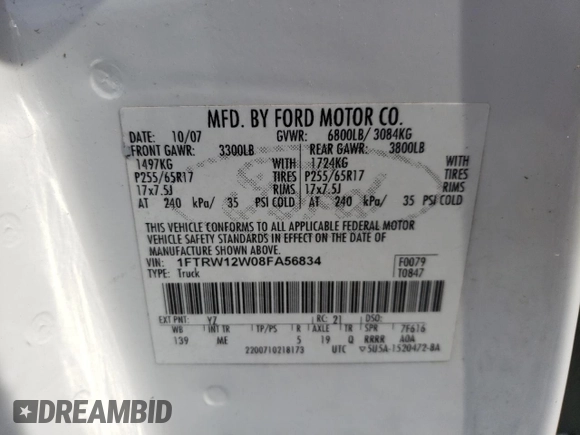 MFD. BY FORD MOTOR CO.
DATE: 10/07 GVWR: 6800LB/ 3084KG
FRONT GAWR: 3300LB REAR GAWR: 3800LB
1497KG WITH 1724KG WITH
P255/65R17 TIRES P255/65R17 TIRES
17x7.5J RIMS 17x7.5J RIMS
AT 240 kPa/ 35 PSI COLD AT 240 kPa/ 35 PSI COLD
THIS VEHICLE CONFORMS TO ALL APPLICABLE FEDERAL MOTOR
VEHICLE SAFETY STANDARDS IN EFFECT ON THE DATE OF
MANUFACTURE SHOWN ABOVE.
VIN: 1FTRW12W08FA56834 F0079
TYPE: Truck T0847
EXT PNT: Y7 RC: 21 DSO:
WB INT TR TP/PS R AXLE TR SPR 7F616
139 ME 5 19 Q RRRR A0A
2200710218173 UTC 5U5A-1520472-BA
DREAMBID